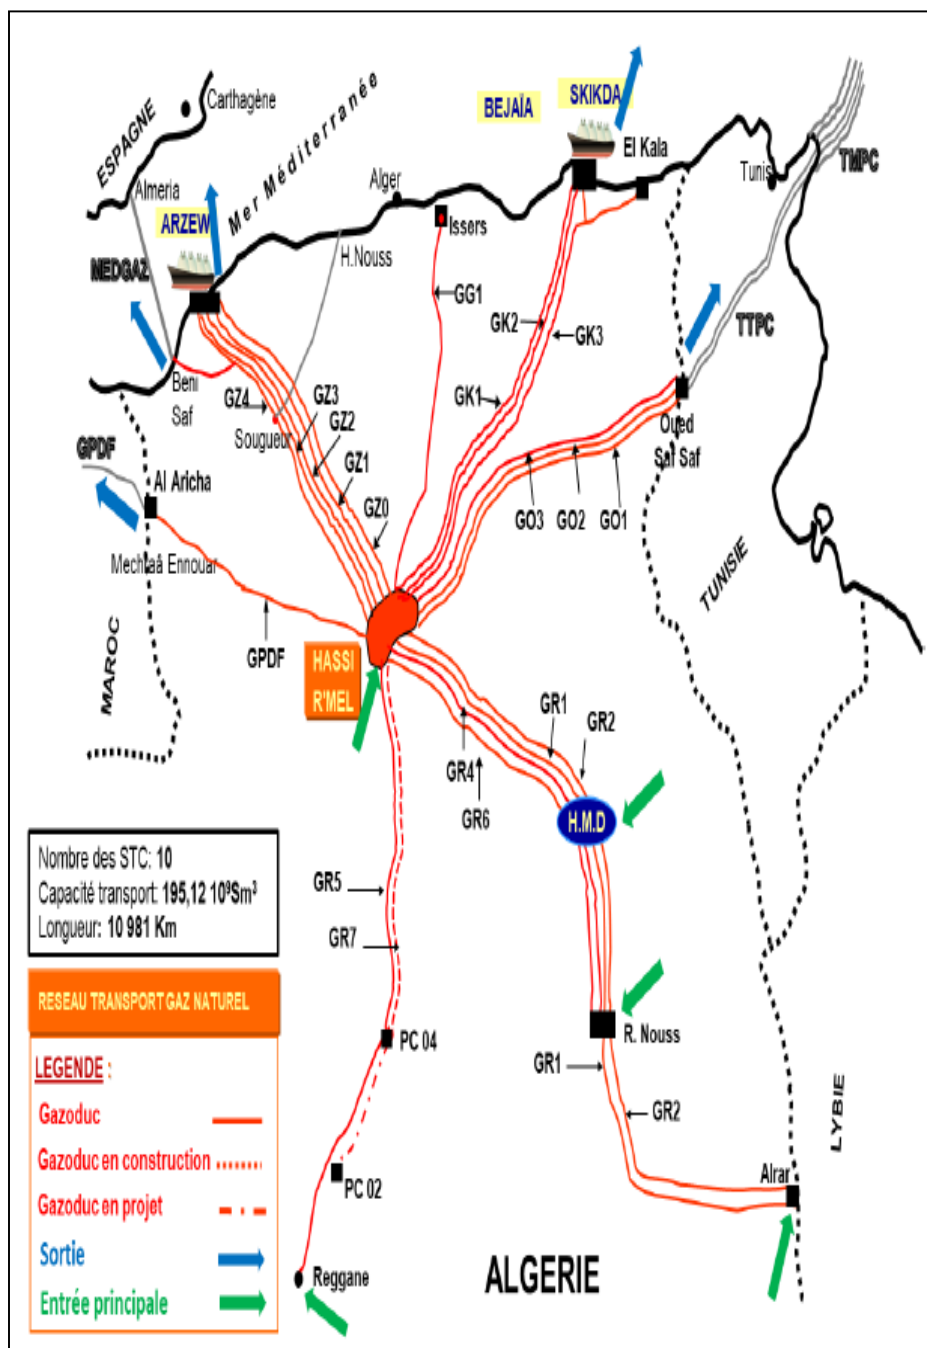 ESPAGNE
Carthagène
Mer Méditerranée
Almeria
ARZEW
MEDGAZ
Alger
H.Nouss
Issers
BEJAÏA
SKIKDA
El Kala
Tunis
TMPC
TTPC
GG1
GK2
GK3
GK1
Beni
Saf
GZ4
GZ3
GZ2
GZ1
GZ0
Sougueur
Oued
Saf Saf
GO3
GO2
GO1
GPDF
Al Aricha
Mechtaâ Ennouar
GPDF
MAROC
TUNISIE
HASSI
R'MEL
GR1
GR2
GR4
GR6
H.M.D
GR5
GR7
Nombre des STC: 10
Capacité transport: 195,12 10⁹Sm³
Longueur: 10 981 Km
RESEAU TRANSPORT GAZ NATUREL
LEGENDE :
Gazoduc
Gazoduc en construction
Gazoduc en projet
Sortie
Entrée principale
PC 04
PC 02
Reggane
R. Nouss
GR1
GR2
Alrar
LYBIE
ALGERIE